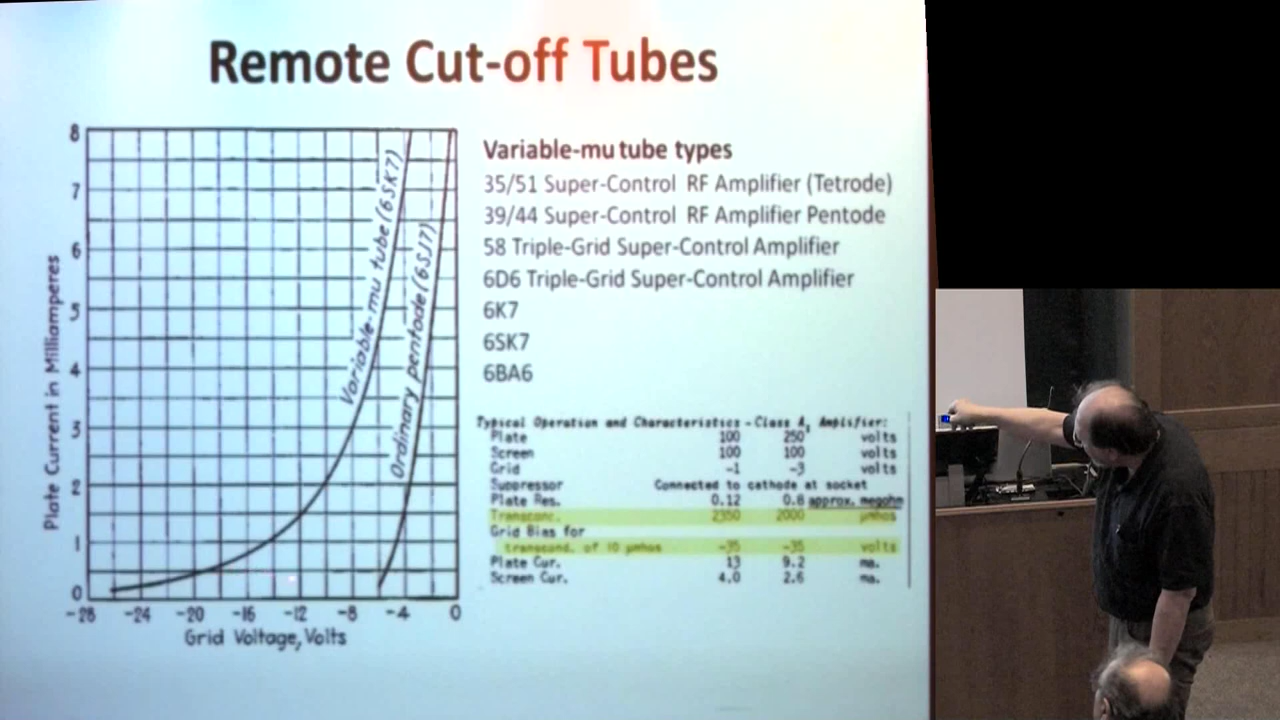 Remote Cut-off Tubes
Plate Current in Milliamperes
8
7
6
5
4
3
2
1
0
-28 -24 -20 -16 -12 -8 -4 0
Grid Voltage, Volts
Variable-mu tube (6SK7)
Ordinary pentode (6SJ7)
Variable-mu tube types
35/51 Super-Control RF Amplifier (Tetrode)
39/44 Super-Control RF Amplifier Pentode
58 Triple-Grid Super-Control Amplifier
6D6 Triple-Grid Super-Control Amplifier
6K7
6SK7
6BA6
Typical Operation and Characteristics - Class A1 Amplifier:
Plate 100 250 volts
Screen 100 100 volts
Grid -1 -3 volts
Suppressor Connected to cathode at socket
Plate Res. 0.12 0.8 approx. megohm
Transconc. 2350 2000 µmhos
Grid Bias for
transcond. of 10 µmhos -35 -35 volts
Plate Cur. 13 9.2 ma.
Screen Cur. 4.0 2.6 ma.